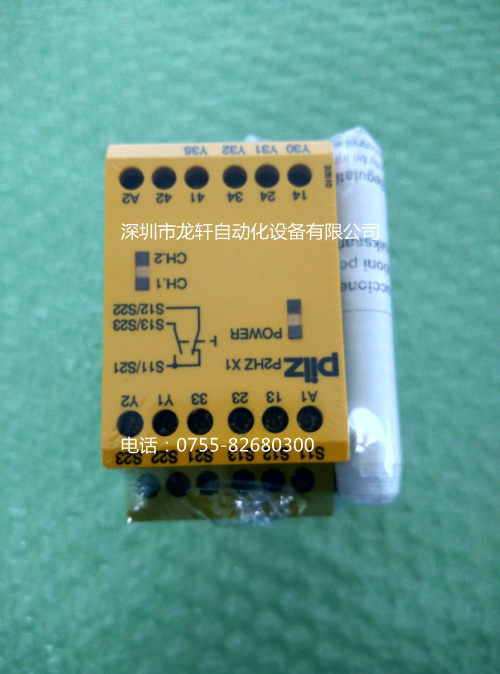 S11 S12 S13 S21 S22 S23
A1 13 23 33 Y1 Y2
pilz
P2HZ X1
POWER
S11/S21
S13/S23
S12/S22
CH.1
CH.2
14 24 34 41 42 A2
Y30 Y31 Y32 Y35
深圳市龙轩自动化设备有限公司
电话：0755-82680300